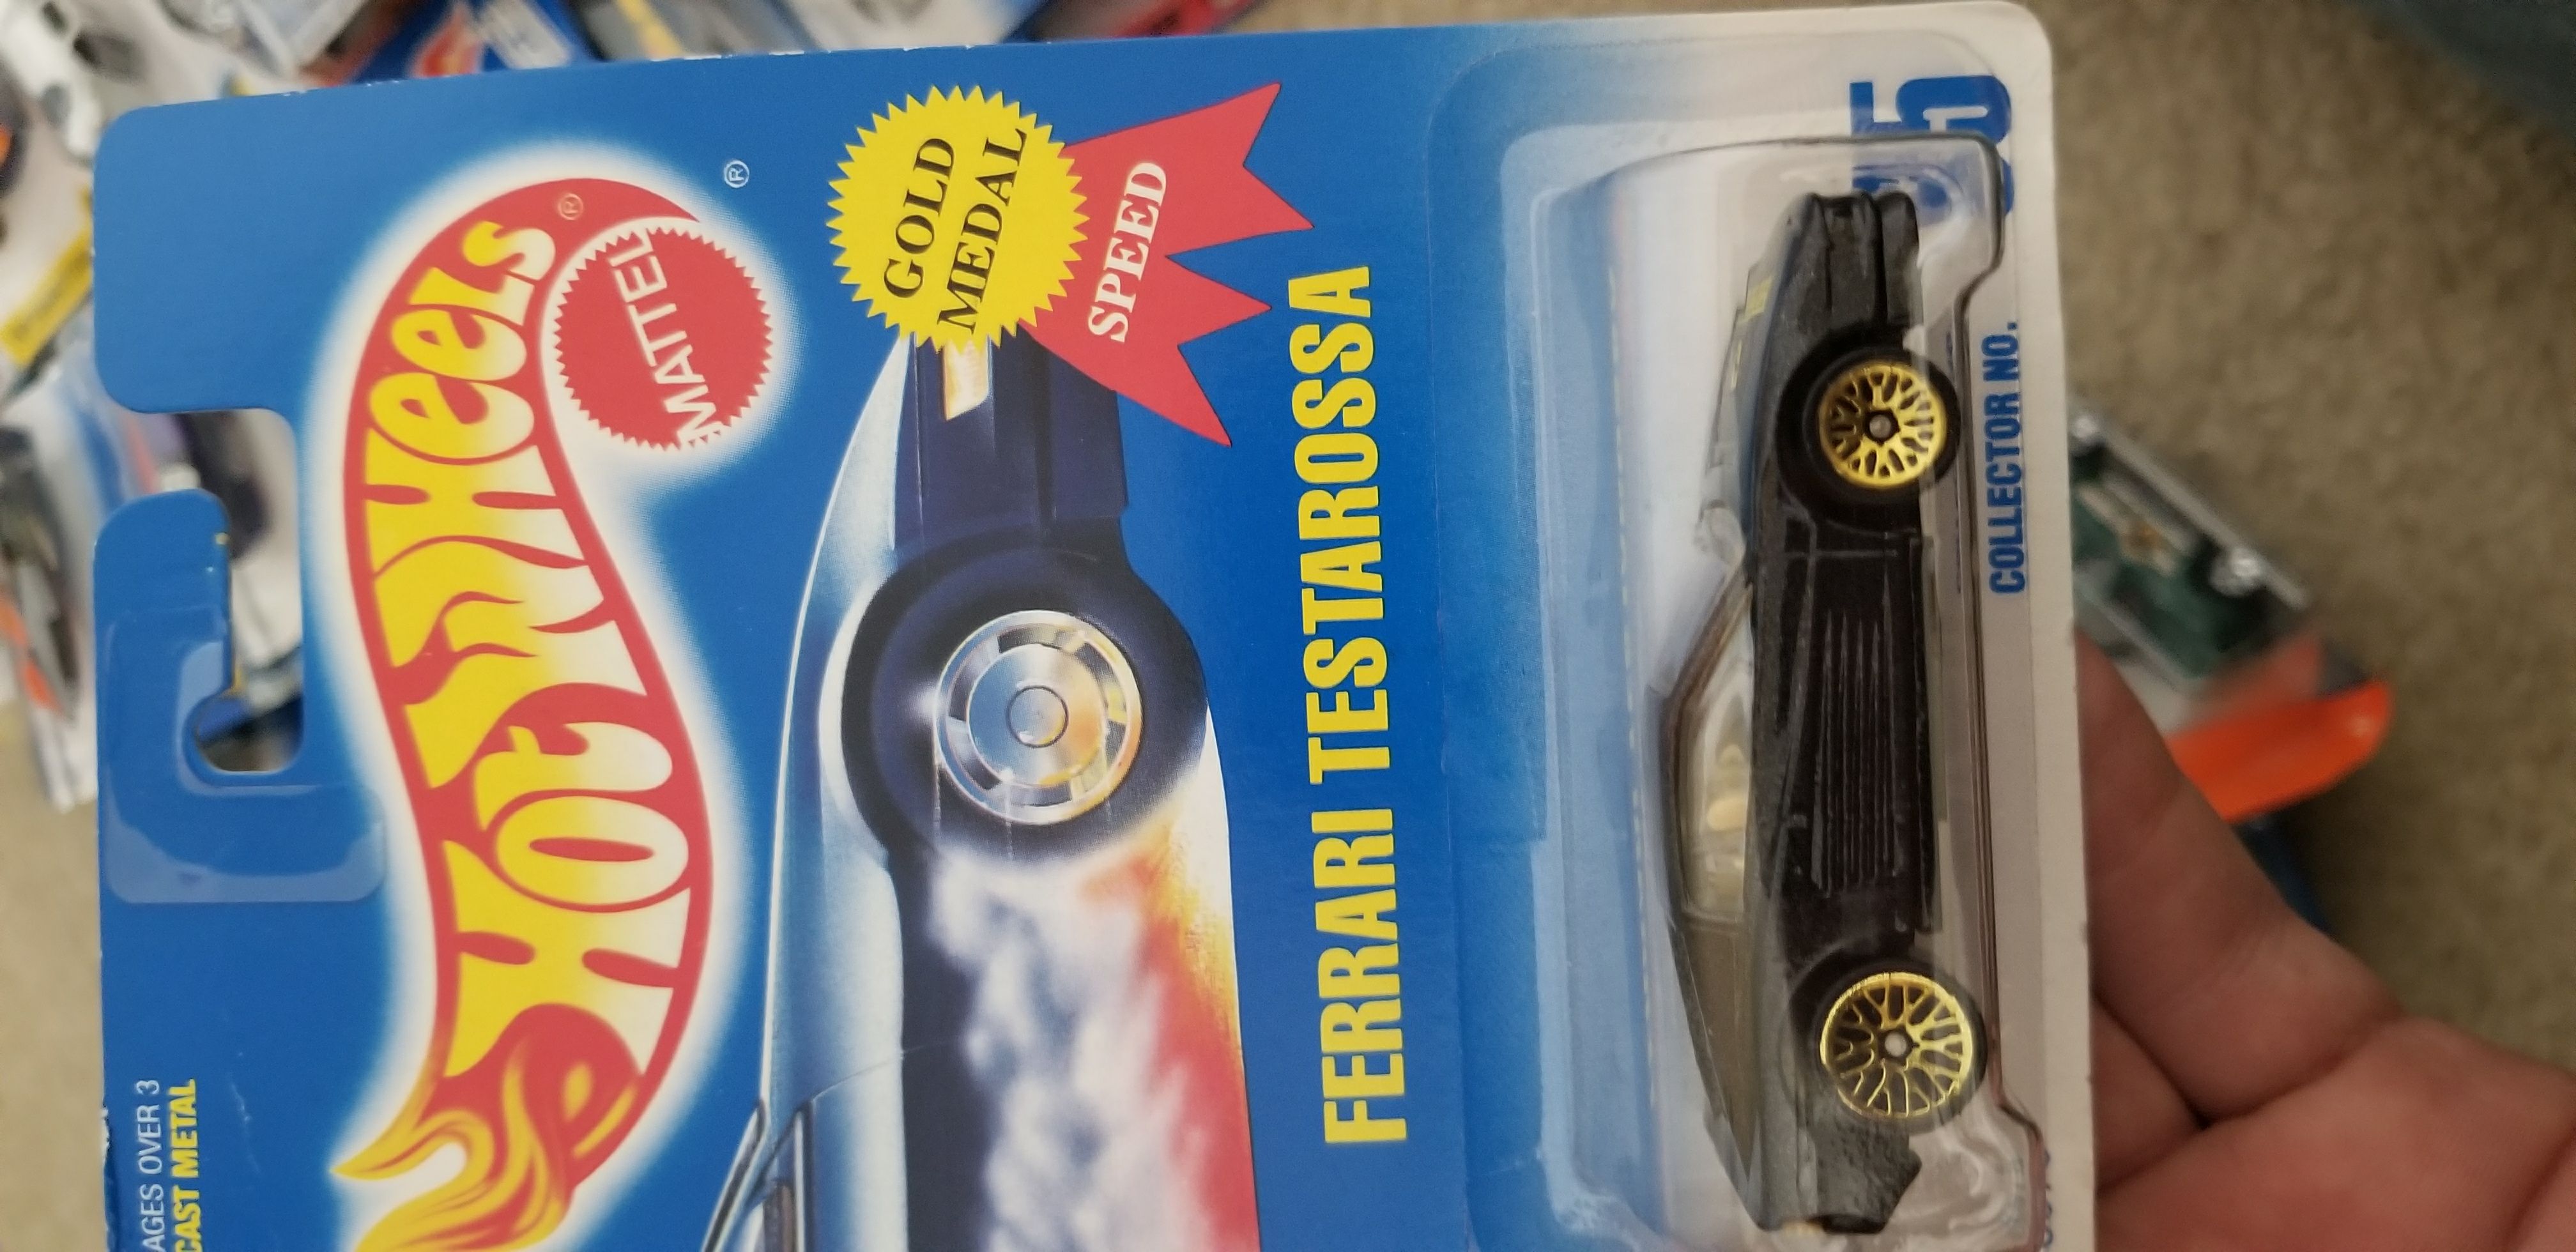 AGES OVER 3
CAST METAL
Hot Wheels
®
MATTEL
®
GOLD
MEDAL
SPEED
FERRARI TESTAROSSA
COLLECTOR NO.